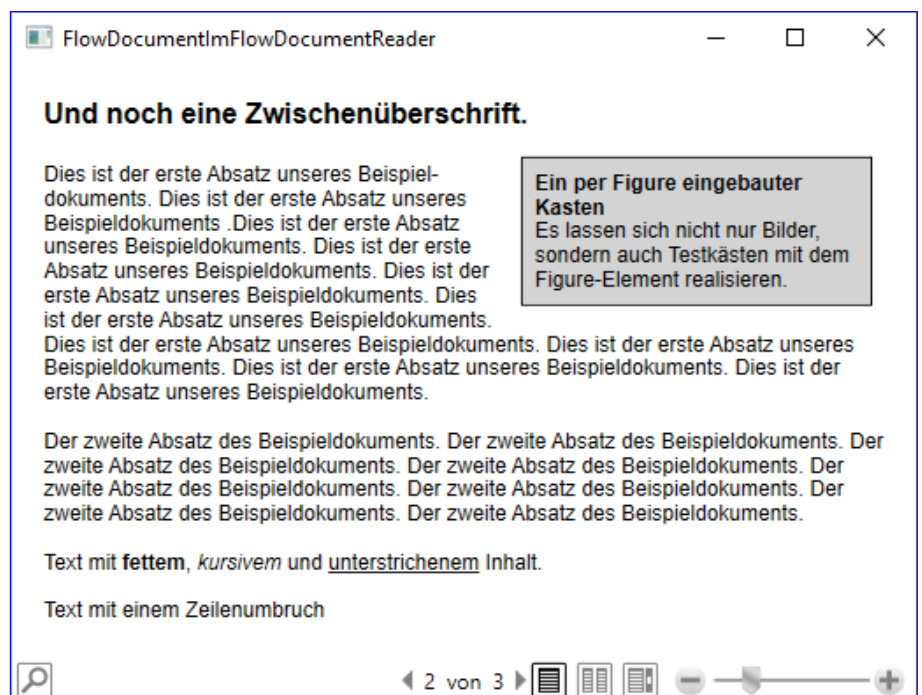 FlowDocumentImFlowDocumentReader
Und noch eine Zwischenüberschrift.
Dies ist der erste Absatz unseres Beispiel-
dokuments. Dies ist der erste Absatz unseres
Beispieldokuments .Dies ist der erste Absatz
unseres Beispieldokuments. Dies ist der erste
Absatz unseres Beispieldokuments. Dies ist der
erste Absatz unseres Beispieldokuments. Dies
ist der erste Absatz unseres Beispieldokuments.
Dies ist der erste Absatz unseres Beispieldokuments. Dies ist der erste Absatz unseres
Beispieldokuments. Dies ist der erste Absatz unseres Beispieldokuments. Dies ist der
erste Absatz unseres Beispieldokuments.
Ein per Figure eingebauter
Kasten
Es lassen sich nicht nur Bilder,
sondern auch Testkästen mit dem
Figure-Element realisieren.
Der zweite Absatz des Beispieldokuments. Der zweite Absatz des Beispieldokuments. Der
zweite Absatz des Beispieldokuments. Der zweite Absatz des Beispieldokuments. Der
zweite Absatz des Beispieldokuments. Der zweite Absatz des Beispieldokuments. Der
zweite Absatz des Beispieldokuments. Der zweite Absatz des Beispieldokuments.
Text mit fettem, kursivem und unterstrichenem Inhalt.
Text mit einem Zeilenumbruch
2 von 3